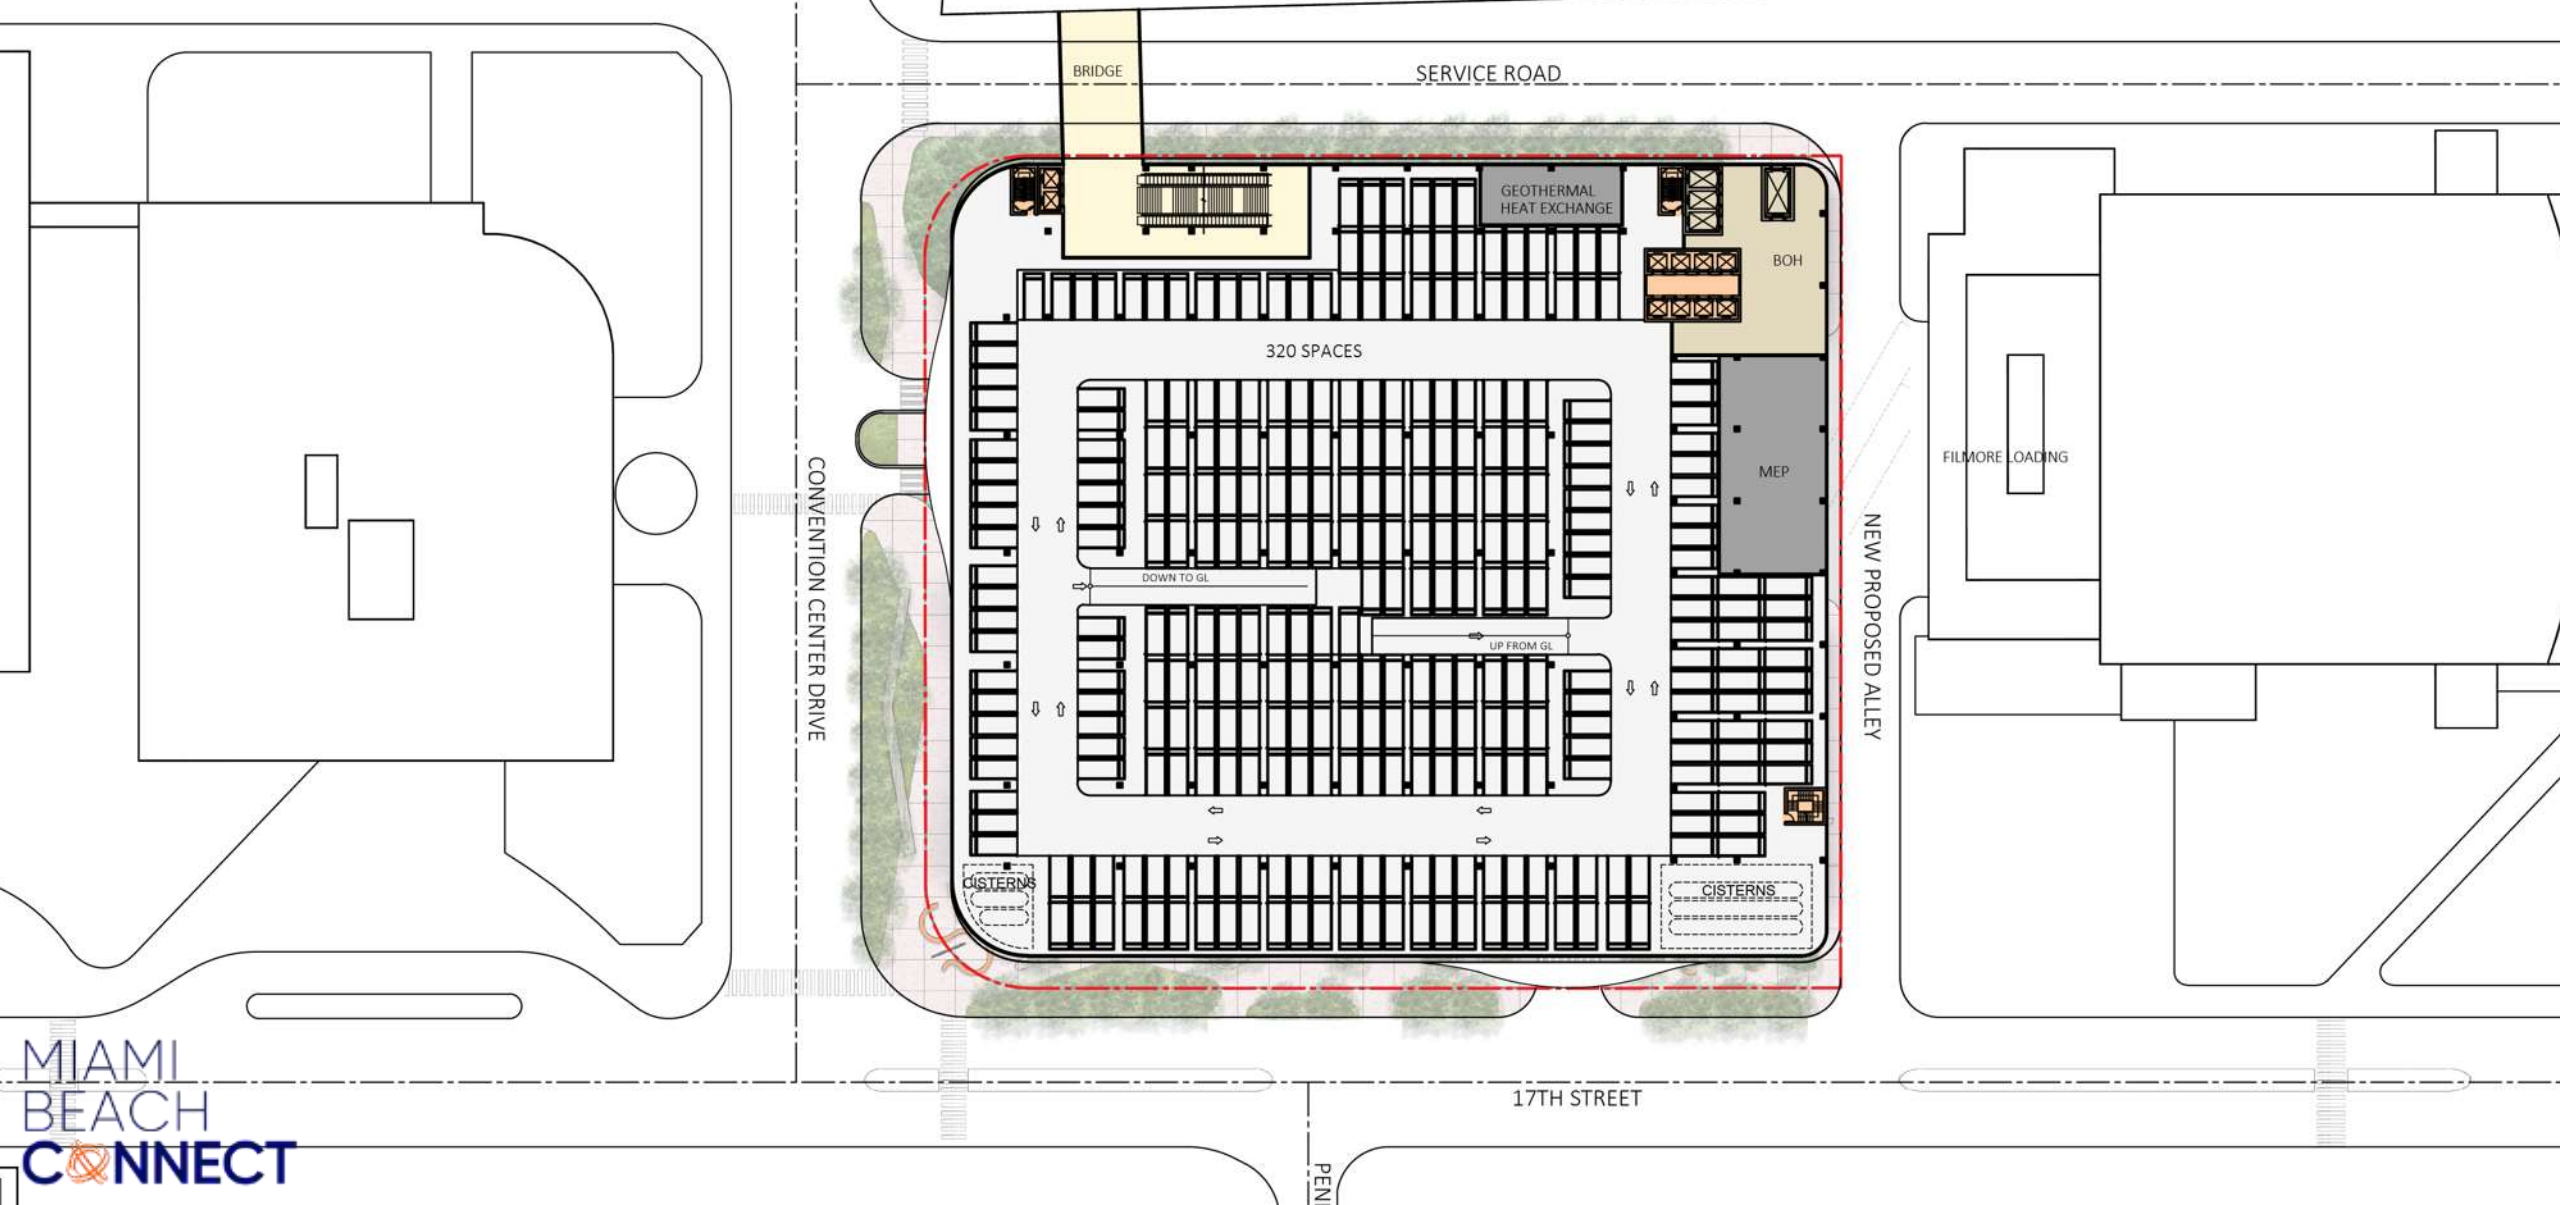 BRIDGE
SERVICE ROAD
GEOTHERMAL
HEAT EXCHANGE
BOH
320 SPACES
CONVENTION CENTER DRIVE
MEP
FILMORE LOADING
NEW PROPOSED ALLEY
DOWN TO GL
UP FROM GL
CISTERNS
CISTERNS
MIAMI
BEACH
CONNECT
17TH STREET
PEN